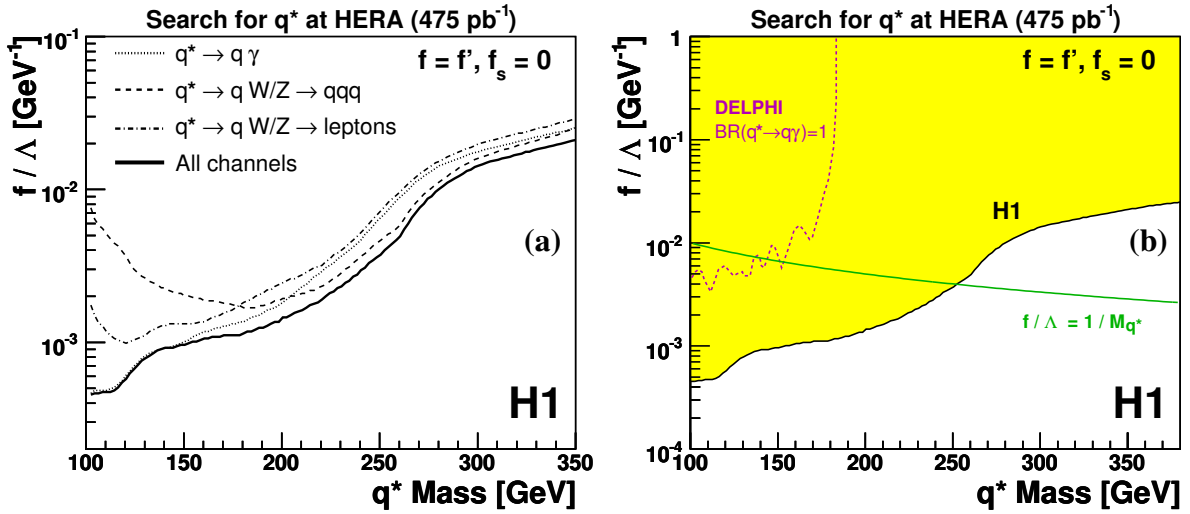 Search for q* at HERA (475 pb⁻¹)
f / Λ [GeV⁻¹]
10⁻¹
10⁻²
10⁻³
q* → q γ
q* → q W/Z → qqq
q* → q W/Z → leptons
All channels
f = f', fₛ = 0
(a)
H1
100 150 200 250 300 350
q* Mass [GeV]
Search for q* at HERA (475 pb⁻¹)
f / Λ [GeV⁻¹]
1
10⁻¹
10⁻²
10⁻³
10⁻⁴
f = f', fₛ = 0
DELPHI
BR(q*→qγ)=1
H1
(b)
f / Λ = 1 / M_q*
H1
100 150 200 250 300 350
q* Mass [GeV]